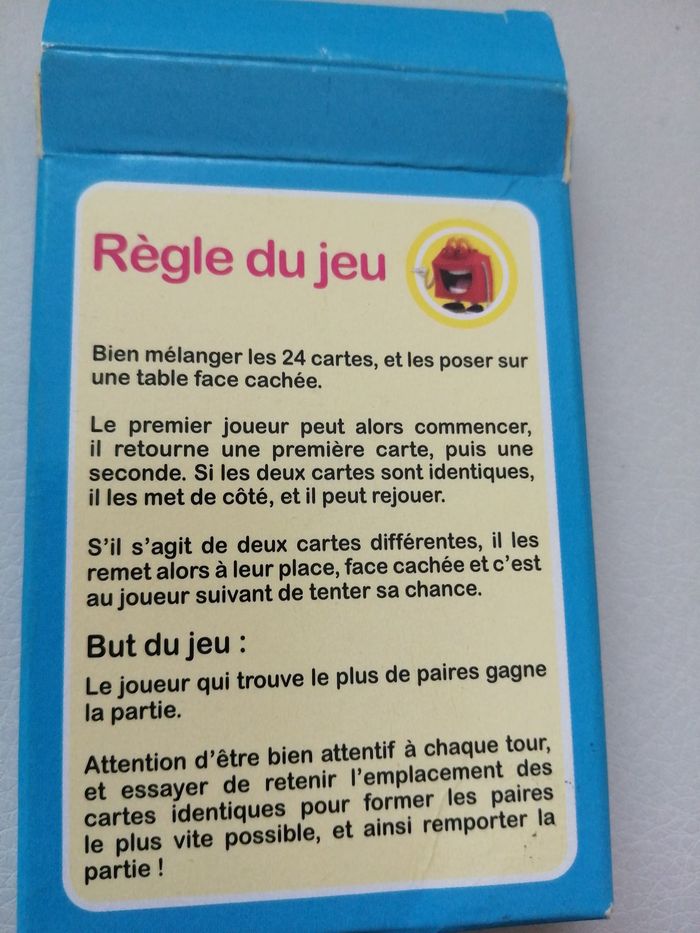 Règle du jeu
Bien mélanger les 24 cartes, et les poser sur
une table face cachée.
Le premier joueur peut alors commencer,
il retourne une première carte, puis une
seconde. Si les deux cartes sont identiques,
il les met de côté, et il peut rejouer.
S'il s'agit de deux cartes différentes, il les
remet alors à leur place, face cachée et c'est
au joueur suivant de tenter sa chance.
But du jeu :
Le joueur qui trouve le plus de paires gagne
la partie.
Attention d'être bien attentif à chaque tour,
et essayer de retenir l'emplacement des
cartes identiques pour former les paires
le plus vite possible, et ainsi remporter la
partie !